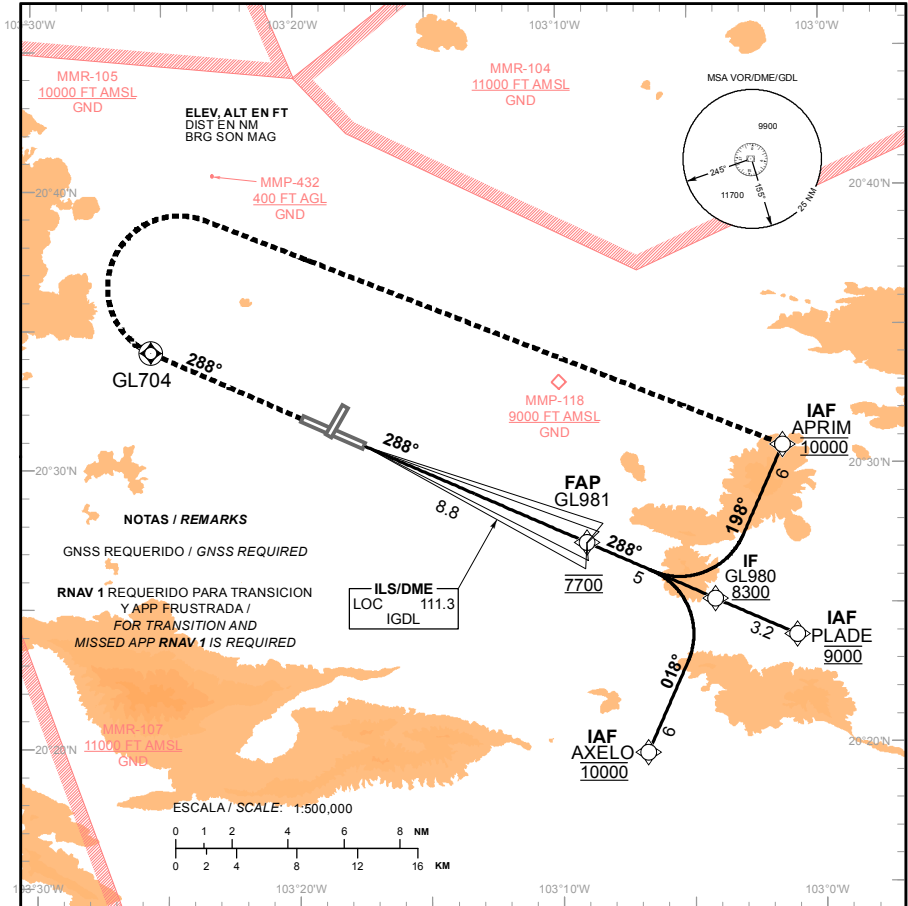 103°30'W
103°20'W
103°10'W
103°0'W
MMR-105
10000 FT AMSL
GND
MMR-104
11000 FT AMSL
GND
ELEV, ALT EN FT
DIST EN NM
BRG SON MAG
MSA VOR/DME/GDL
9900
245°
155°
11700
25 NM
20°40'N
20°40'N
MMP-432
400 FT AGL
GND
GL704
288°
MMP-118
9000 FT AMSL
GND
IAF
APRIM
10000
6
198°
20°30'N
20°30'N
288°
8.8
FAP
GL981
7700
288°
5
IF
GL980
8300
3.2
IAF
PLADE
9000
NOTAS / REMARKS
GNSS REQUERIDO / GNSS REQUIRED
RNAV 1 REQUERIDO PARA TRANSICION
Y APP FRUSTRADA /
FOR TRANSITION AND
MISSED APP RNAV 1 IS REQUIRED
ILS/DME
LOC 111.3
IGDL
018°
6
IAF
AXELO
10000
MMR-107
11000 FT AMSL
GND
20°20'N
20°20'N
ESCALA / SCALE: 1:500,000
0 1 2 4 6 8 NM
0 2 4 8 12 16 KM
103°30'W
103°20'W
103°10'W
103°0'W